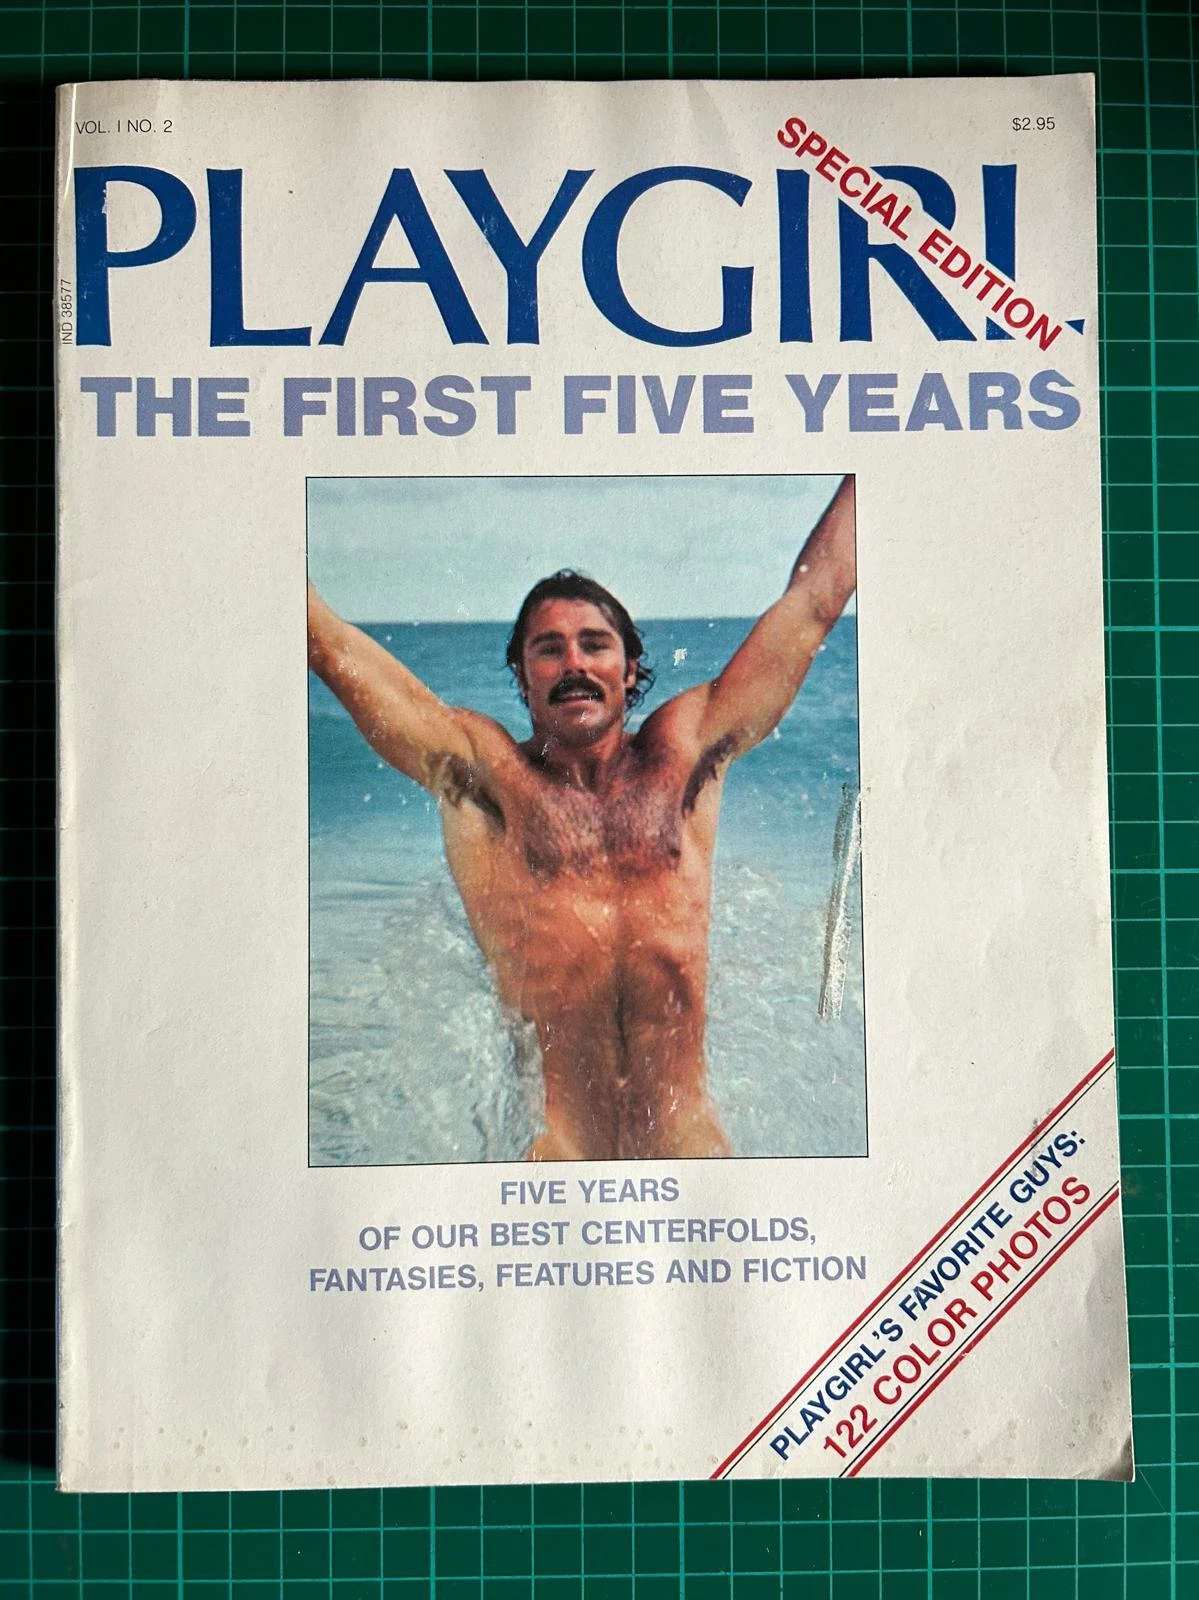 VOL. I NO. 2
$2.95
PLAYGIRL
SPECIAL EDITION
IND 38577
THE FIRST FIVE YEARS
FIVE YEARS
OF OUR BEST CENTERFOLDS,
FANTASIES, FEATURES AND FICTION
PLAYGIRL'S FAVORITE GUYS:
122 COLOR PHOTOS